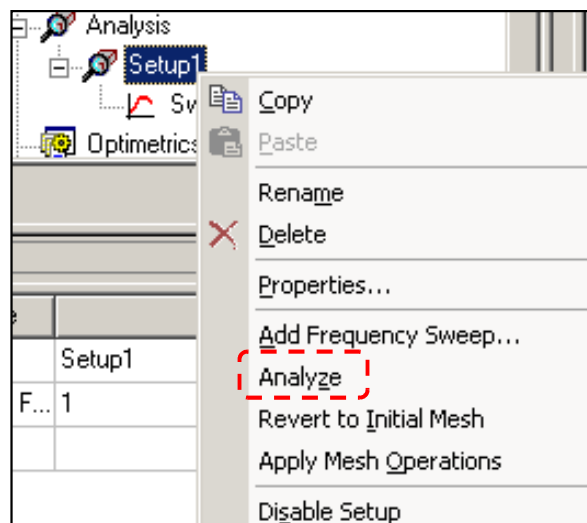 Analysis
Setup1
Sw
Optimetrics
Copy
Paste
Rename
Delete
Properties...
Add Frequency Sweep...
Setup1
Analyze
F... 1
Revert to Initial Mesh
Apply Mesh Operations
Disable Setup